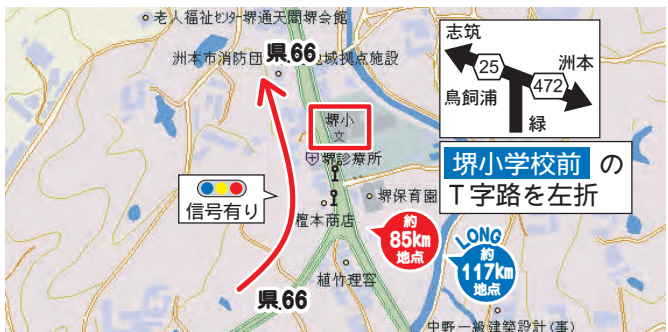 老人福祉センター堺通天閣堺会館
洲本市消防団
域拠点施設
県66
堺小
文
堺診療所
信号有り
檀本商店
堺保育園
植竹理容
県66
中野一級建築設計(事)
約
85km
地点
LONG
約
117km
地点
志筑
25
472
洲本
鳥飼浦
緑
堺小学校前 の
T字路を左折